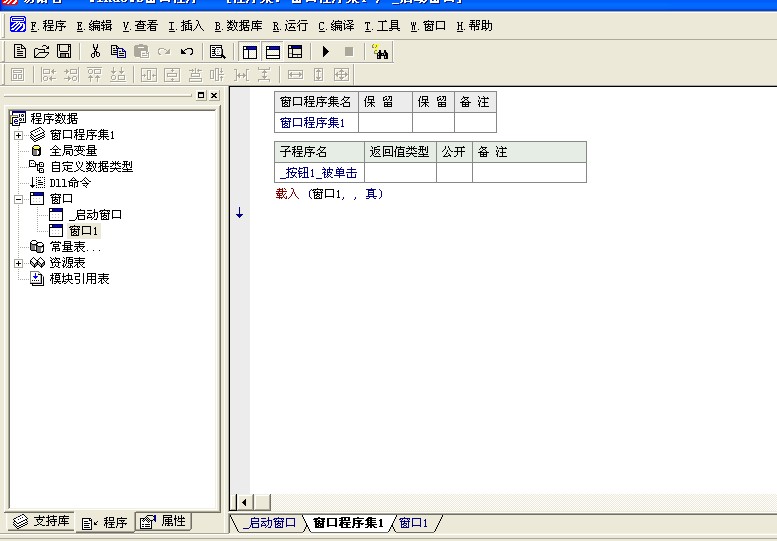 F.程序 E.编辑 V.查看 I.插入 B.数据库 R.运行 C.编译 T.工具 W.窗口 H.帮助
程序数据
窗口程序集1
全局变量
自定义数据类型
Dll命令
窗口
_启动窗口
窗口1
常量表...
资源表
模块引用表
支持库 程序 属性
窗口程序集名 保 留 保 留 备 注
窗口程序集1
子程序名 返回值类型 公开 备 注
_按钮1_被单击
载入 (窗口1, , 真)
_启动窗口 窗口程序集1 窗口1